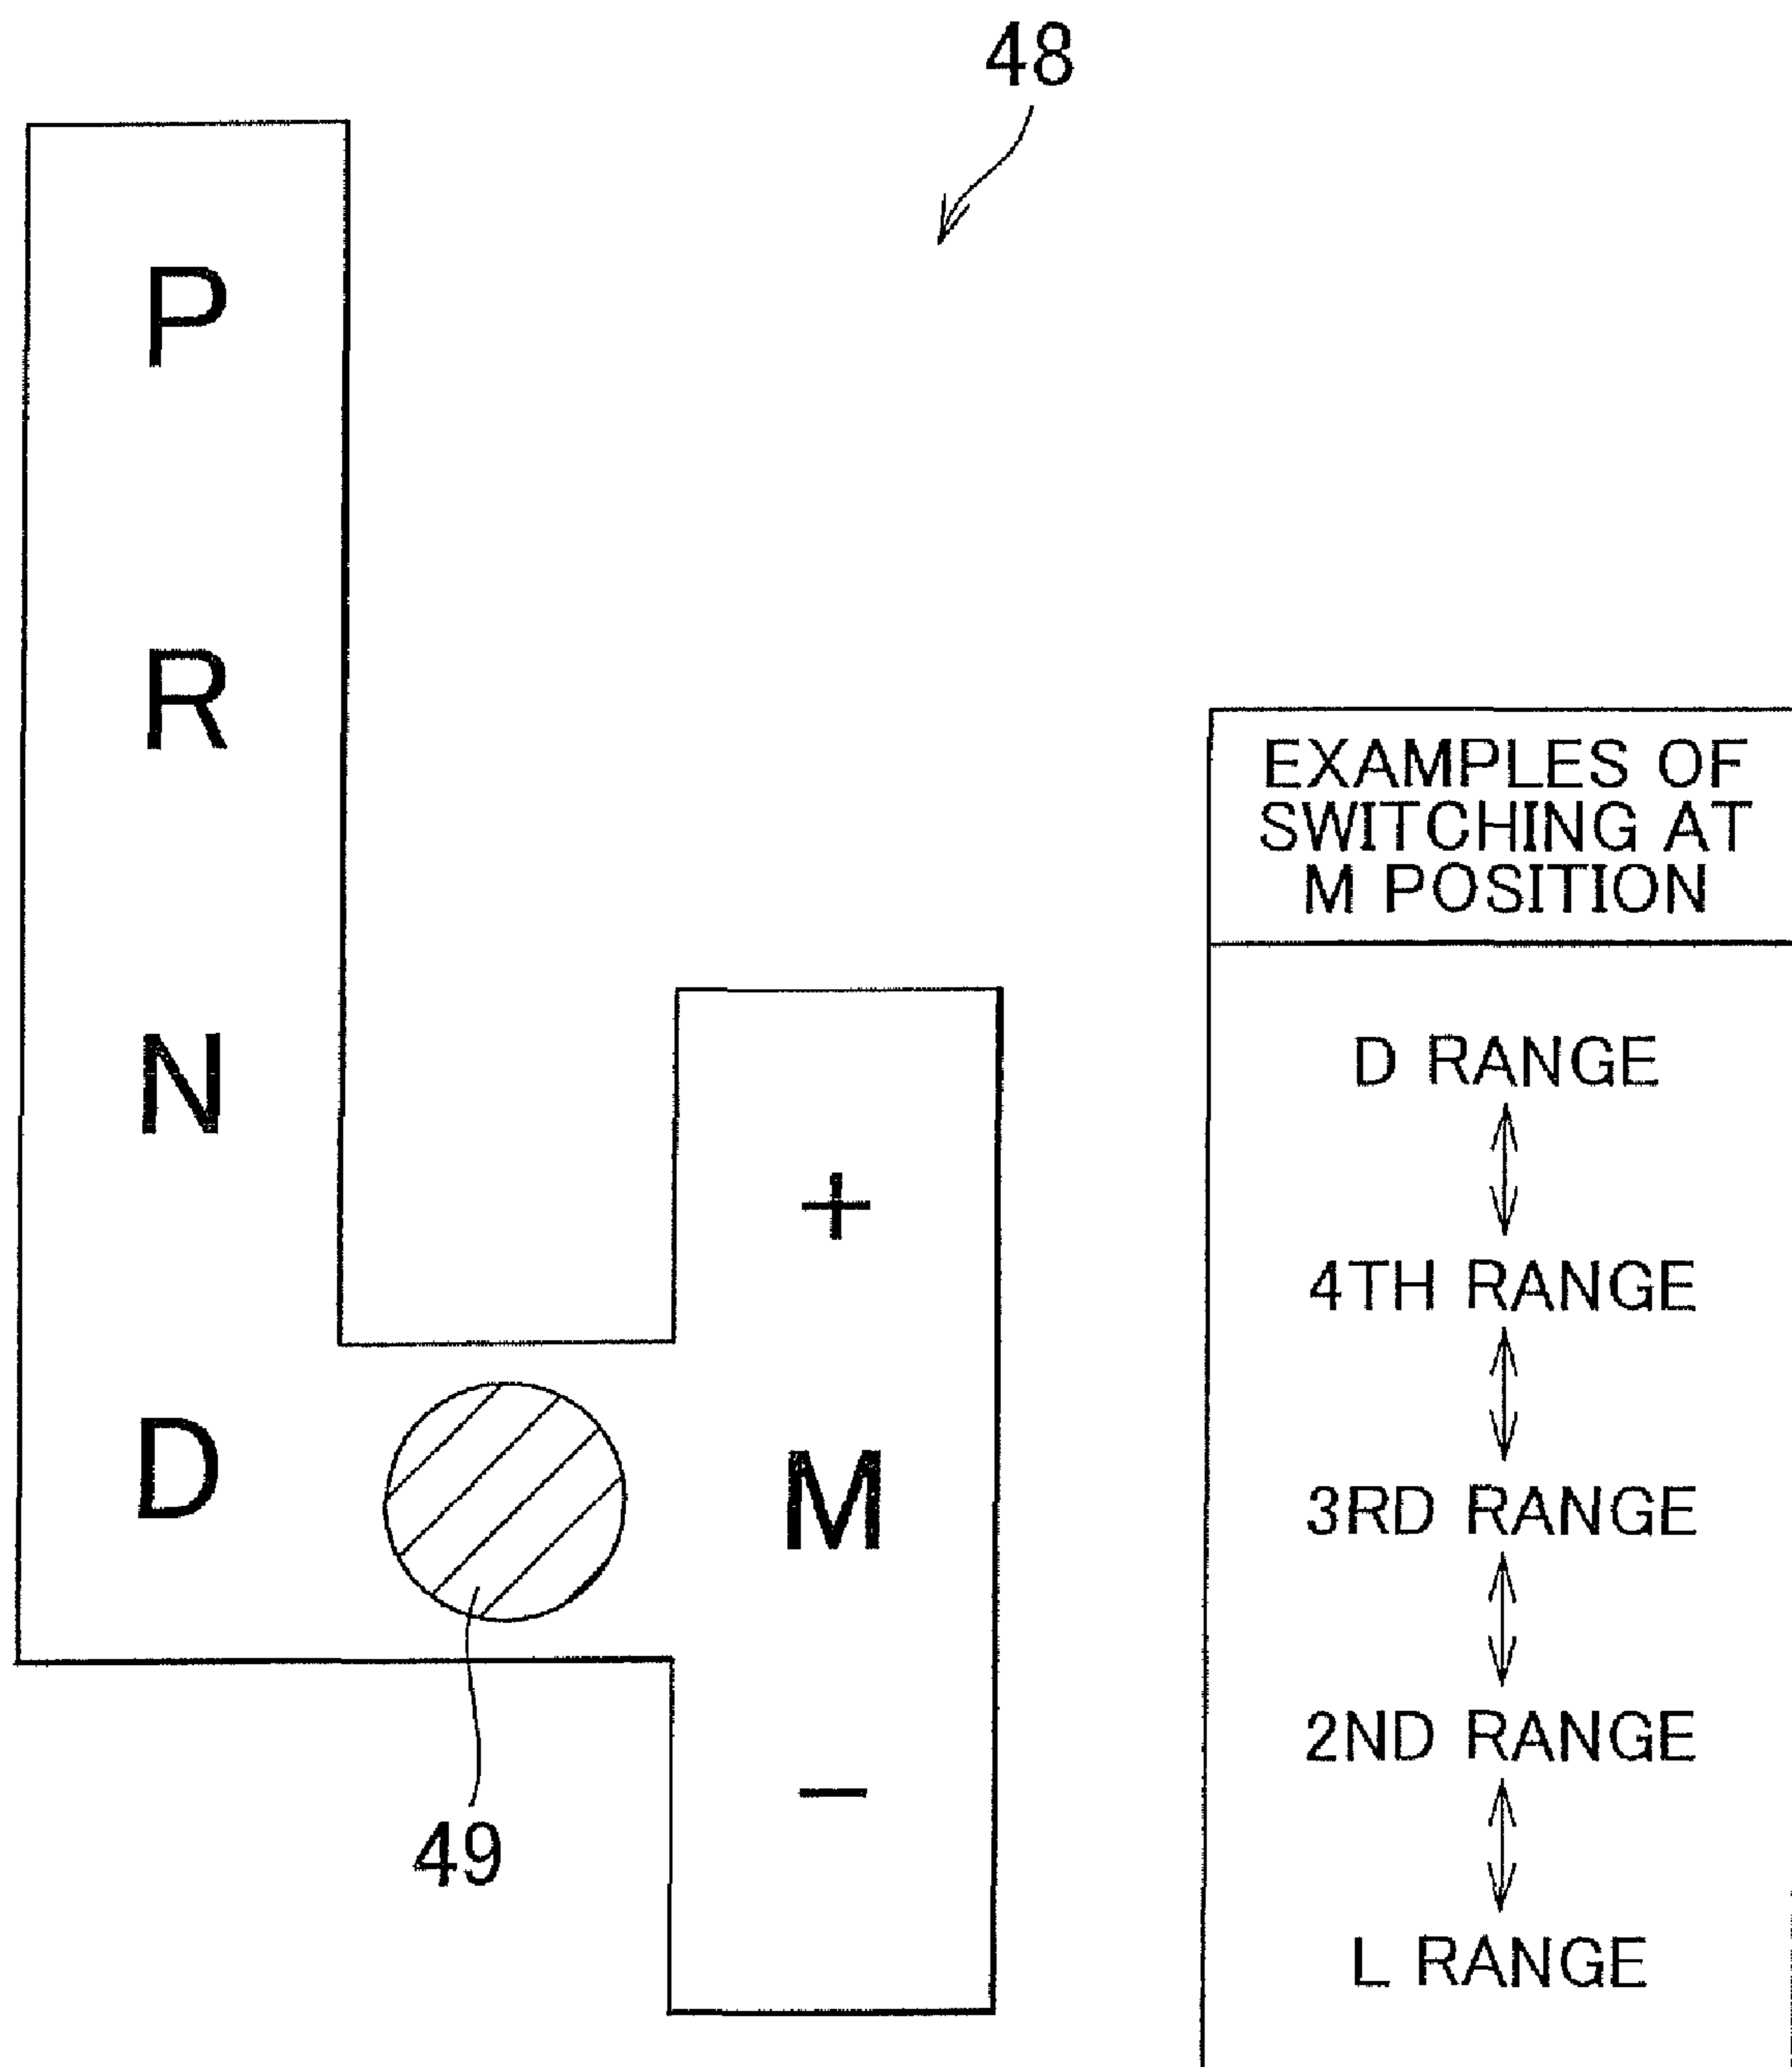 48
P
R
N
D
+
M
−
49
EXAMPLES OF
SWITCHING AT
M POSITION
D RANGE
4TH RANGE
3RD RANGE
2ND RANGE
L RANGE